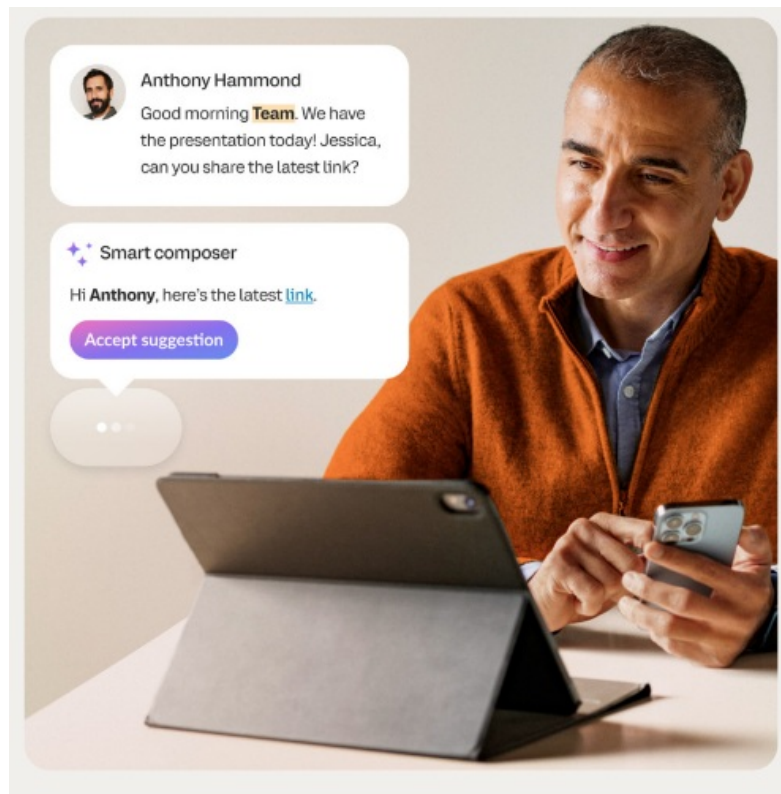 Anthony Hammond
Good morning Team. We have
the presentation today! Jessica,
can you share the latest link?
Smart composer
Hi Anthony, here's the latest link.
Accept suggestion